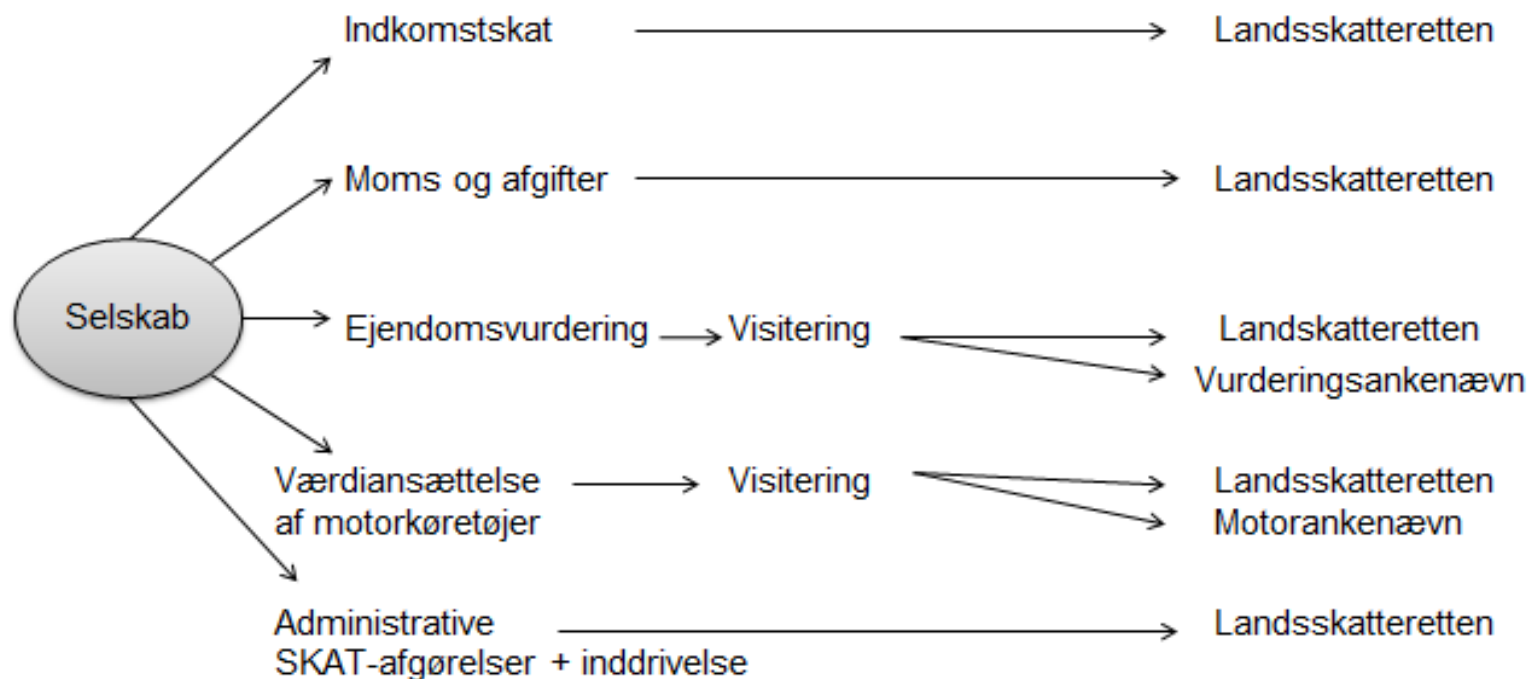 Indkomstskat Landsskatteretten
Moms og afgifter Landsskatteretten
Selskab
Ejendomsvurdering Visitering Landskatteretten
Vurderingsankenævn
Værdiansættelse Visitering Landsskatteretten
af motorkøretøjer Motorankenævn
Administrative Landsskatteretten
SKAT-afgørelser + inddrivelse